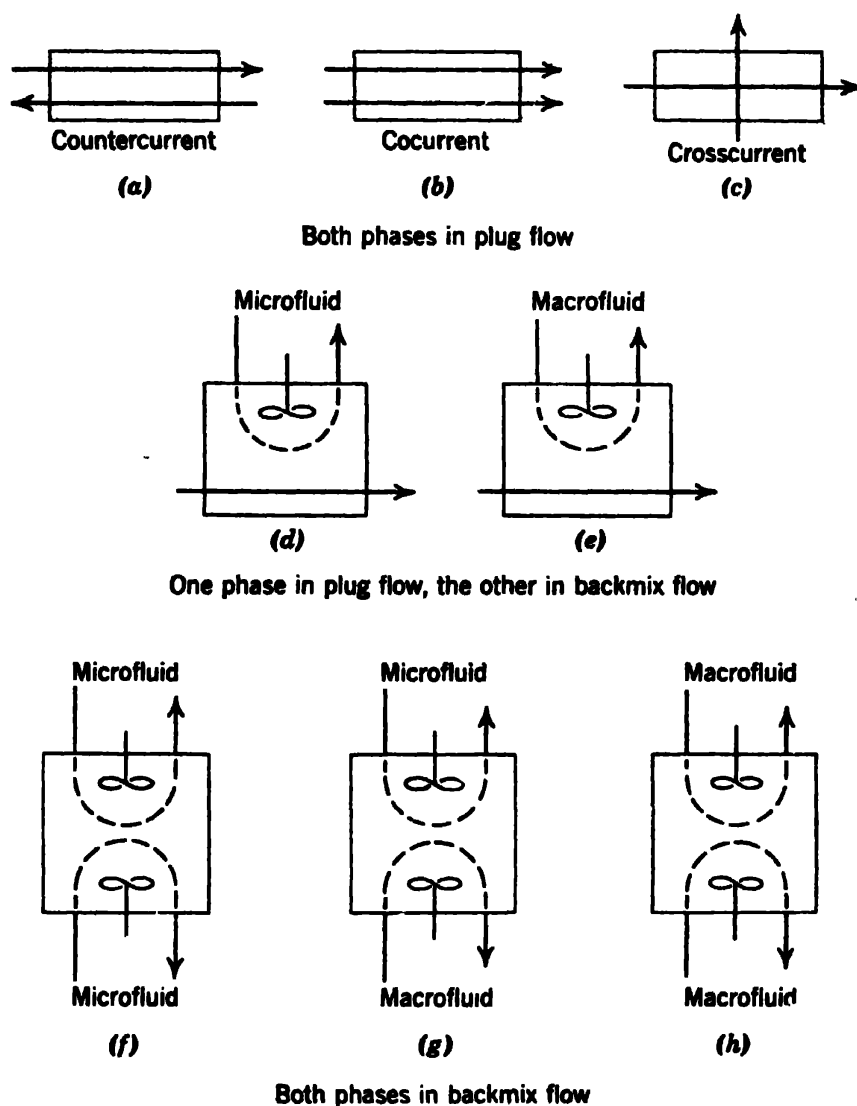 Countercurrent
Cocurrent
Crosscurrent
(a)
(b)
(c)
Both phases in plug flow
Microfluid
Macrofluid
(d)
(e)
One phase in plug flow, the other in backmix flow
Microfluid
Microfluid
Macrofluid
Microfluid
Macrofluid
Macrofluid
(f)
(g)
(h)
Both phases in backmix flow